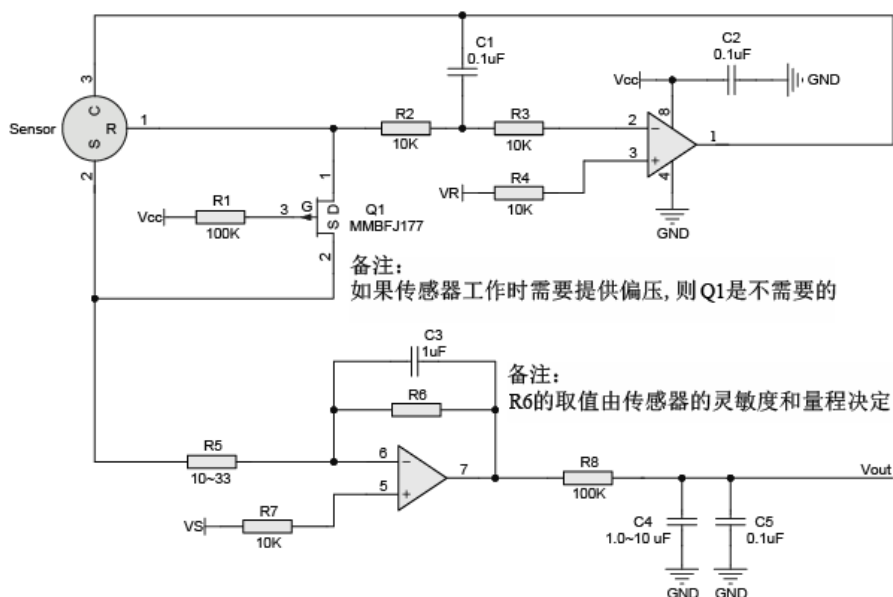 C1
0.1uF
C2
0.1uF
Vcc
GND
3
C
Sensor
R
1
S
2
R2
10K
R3
10K
2
8
1
3
4
VR
R4
10K
GND
1
R1
Vcc
100K
3
G
D
S
Q1
MMBFJ177
2
备注:
如果传感器工作时需要提供偏压, 则Q1是不需要的
C3
1uF
R6
备注:
R6的取值由传感器的灵敏度和量程决定
R5
10~33
6
7
5
R8
100K
Vout
VS
R7
10K
C4
1.0~10 uF
C5
0.1uF
GND
GND